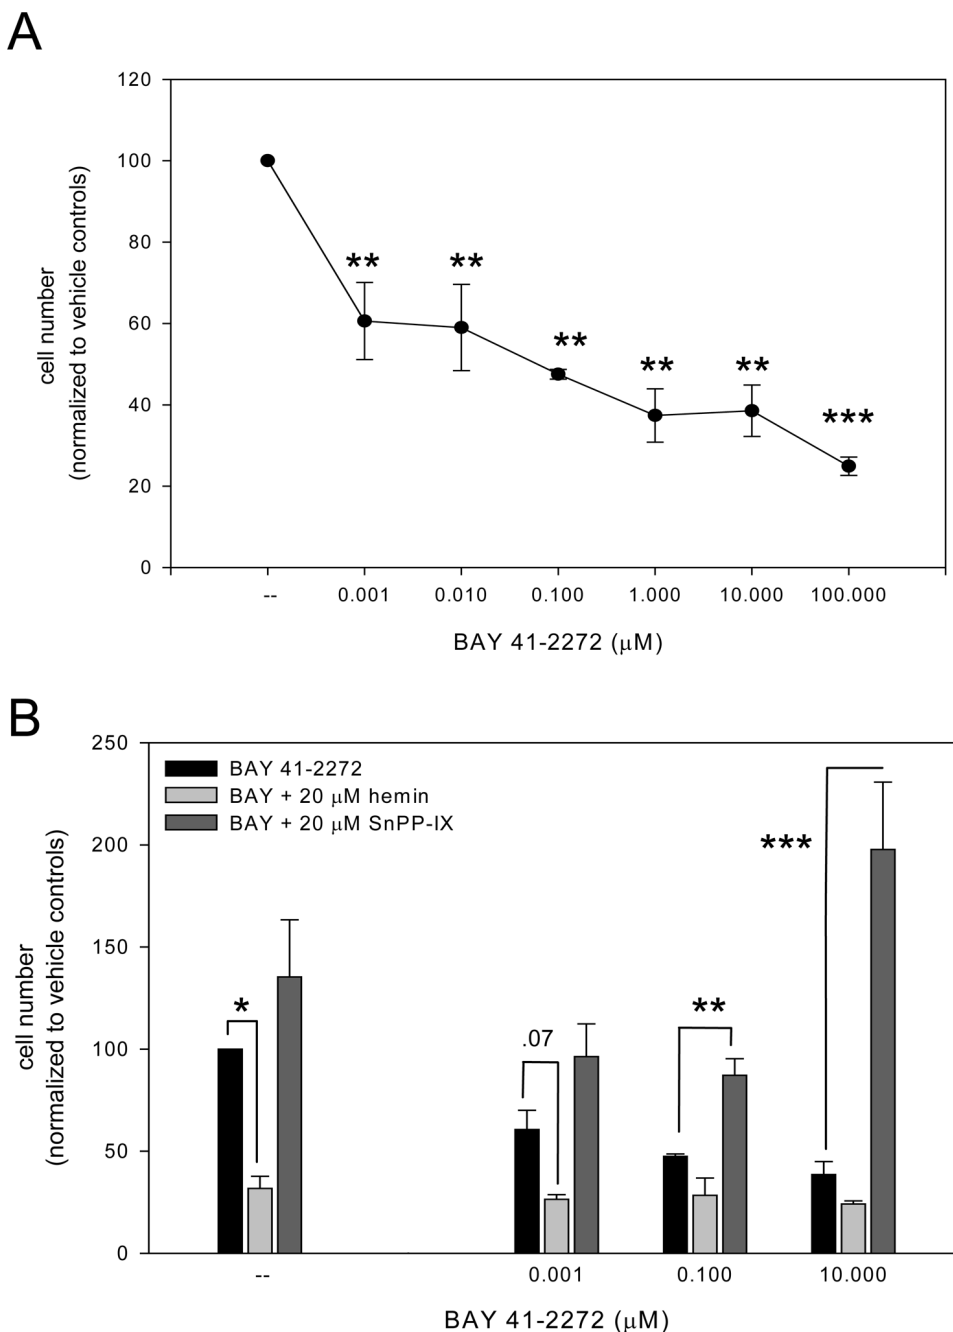 A
120
100
80
60
40
20
0
cell number
(normalized to vehicle controls)
**
**
**
**
**
***
-- 0.001 0.010 0.100 1.000 10.000 100.000
BAY 41-2272 (μM)
B
250
200
150
100
50
0
cell number
(normalized to vehicle controls)
BAY 41-2272
BAY + 20 μM hemin
BAY + 20 μM SnPP-IX
***
*
.07
**
-- 0.001 0.100 10.000
BAY 41-2272 (μM)